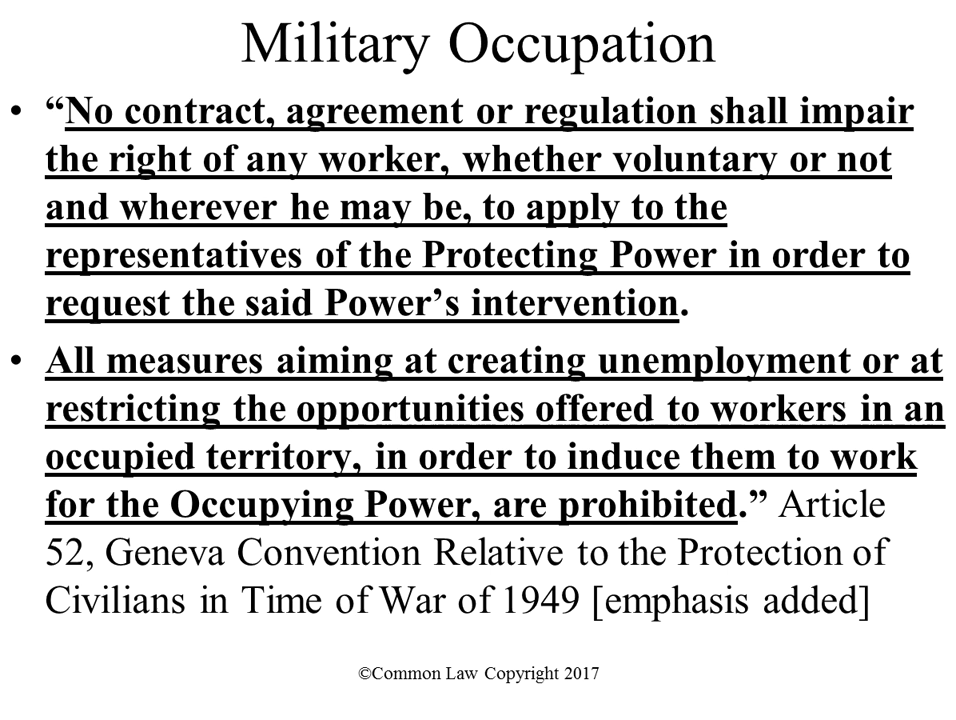 Military Occupation
• “No contract, agreement or regulation shall impair
the right of any worker, whether voluntary or not
and wherever he may be, to apply to the
representatives of the Protecting Power in order to
request the said Power’s intervention.
• All measures aiming at creating unemployment or at
restricting the opportunities offered to workers in an
occupied territory, in order to induce them to work
for the Occupying Power, are prohibited.” Article
52, Geneva Convention Relative to the Protection of
Civilians in Time of War of 1949 [emphasis added]
©Common Law Copyright 2017